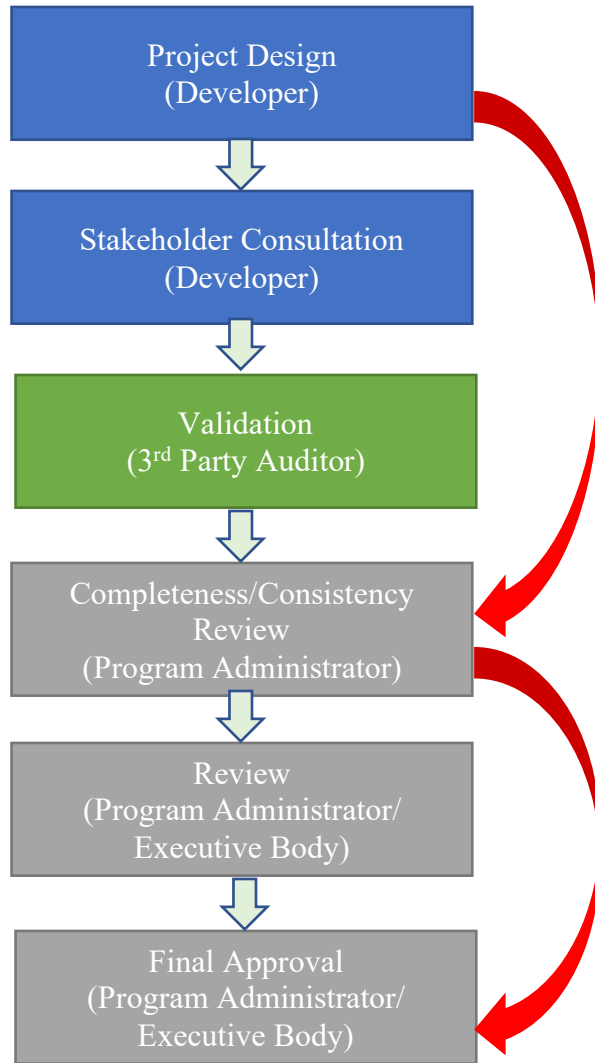 Project Design
(Developer)
Stakeholder Consultation
(Developer)
Validation
(3rd Party Auditor)
Completeness/Consistency
Review
(Program Administrator)
Review
(Program Administrator/
Executive Body)
Final Approval
(Program Administrator/
Executive Body)